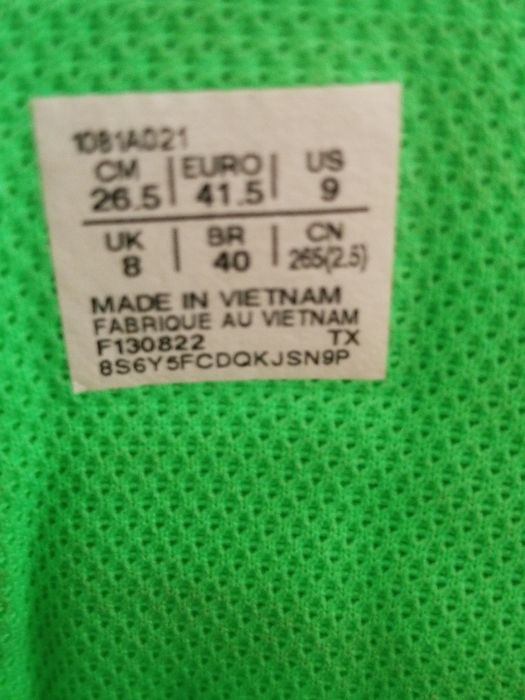 1081A021
CM | EURO | US
26.5 | 41.5 | 9
UK | BR | CN
8 | 40 | 265(2.5)
MADE IN VIETNAM
FABRIQUE AU VIETNAM
F130822 TX
8S6Y5FCDQKJSN9P